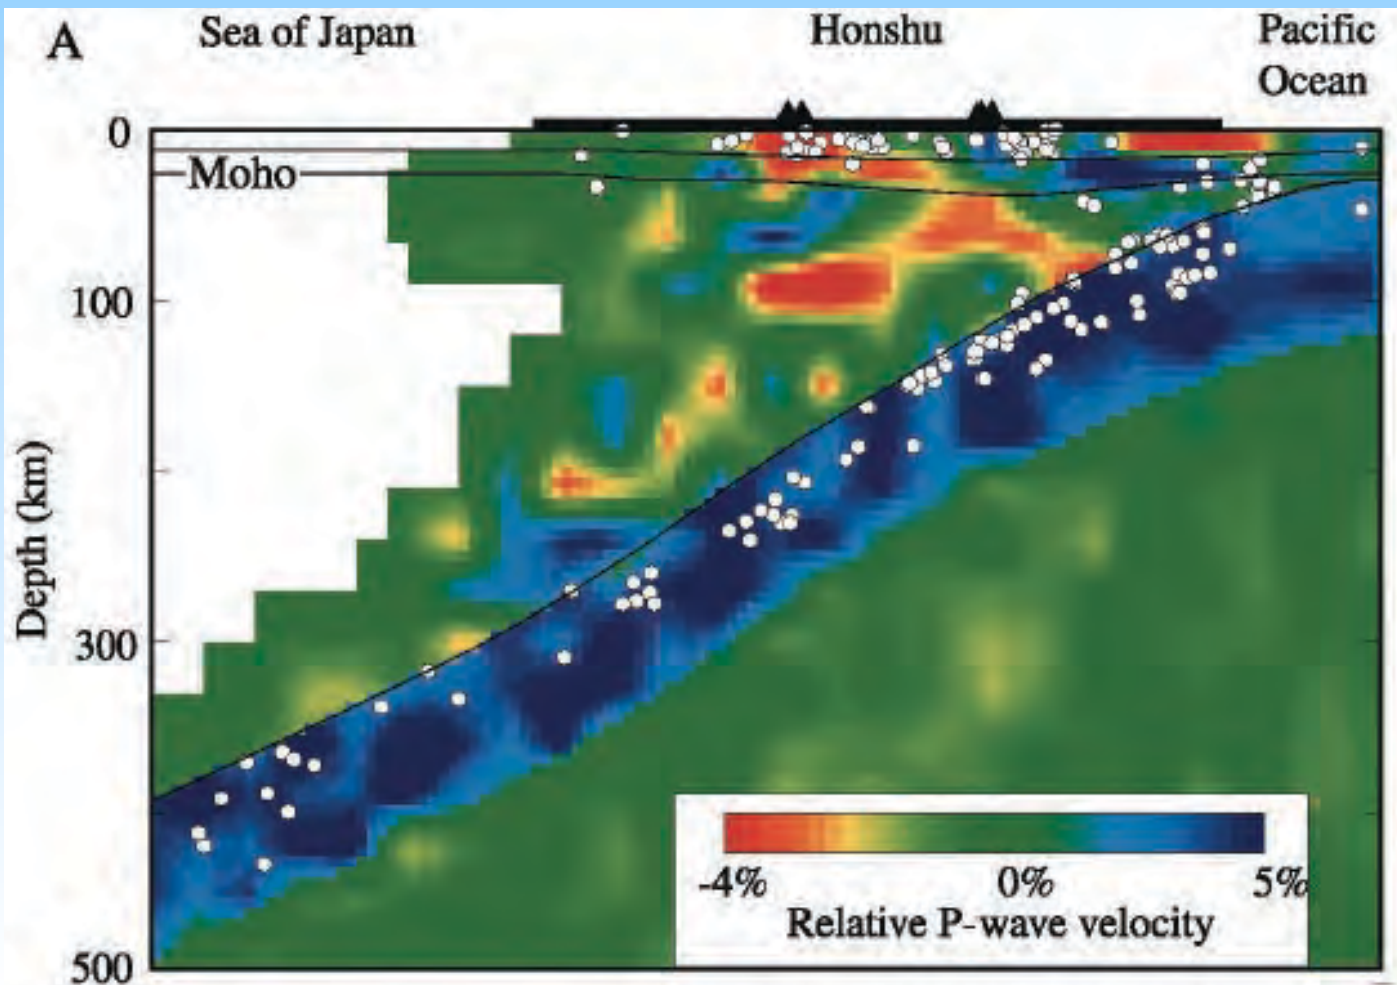 A
Sea of Japan
Honshu
Pacific
Ocean
0
Moho
100
Depth (km)
300
500
-4%
0%
5%
Relative P-wave velocity